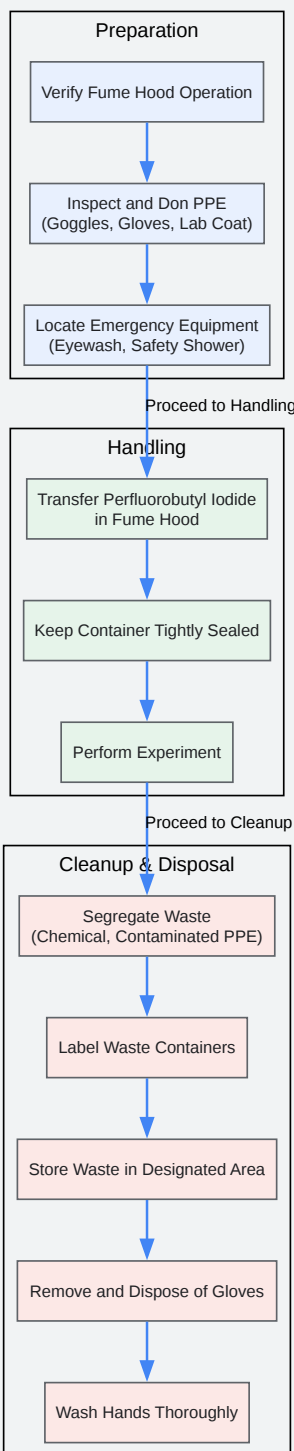 Preparation
Verify Fume Hood Operation
Inspect and Don PPE
(Goggles, Gloves, Lab Coat)
Locate Emergency Equipment
(Eyewash, Safety Shower)
Proceed to Handling
Handling
Transfer Perfluorobutyl Iodide
in Fume Hood
Keep Container Tightly Sealed
Perform Experiment
Proceed to Cleanup
Cleanup & Disposal
Segregate Waste
(Chemical, Contaminated PPE)
Label Waste Containers
Store Waste in Designated Area
Remove and Dispose of Gloves
Wash Hands Thoroughly